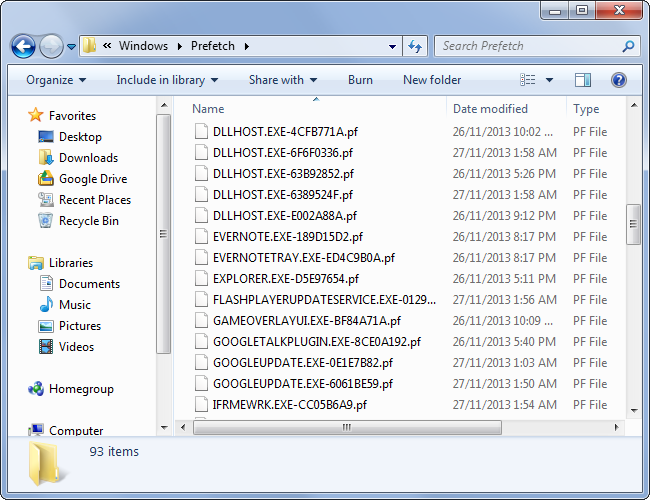 « Windows Prefetch
Search Prefetch
Organize Include in library Share with Burn New folder
Favorites
Desktop
Downloads
Google Drive
Recent Places
Recycle Bin
Libraries
Documents
Music
Pictures
Videos
Homegroup
Computer
Name Date modified Type
DLLHOST.EXE-4CFB771A.pf 26/11/2013 10:02 ... PF File
DLLHOST.EXE-6F6F0336.pf 27/11/2013 1:58 AM PF File
DLLHOST.EXE-63B92852.pf 26/11/2013 5:26 PM PF File
DLLHOST.EXE-6389524F.pf 27/11/2013 1:58 AM PF File
DLLHOST.EXE-E002A88A.pf 26/11/2013 9:12 PM PF File
EVERNOTE.EXE-189D15D2.pf 26/11/2013 8:17 PM PF File
EVERNOTETRAY.EXE-ED4C9B0A.pf 26/11/2013 8:17 PM PF File
EXPLORER.EXE-D5E97654.pf 26/11/2013 5:11 PM PF File
FLASHPLAYERUPDATESERVICE.EXE-0129... 27/11/2013 1:56 AM PF File
GAMEOVERLAYUI.EXE-BF84A71A.pf 26/11/2013 10:09 ... PF File
GOOGLETALKPLUGIN.EXE-8CE0A192.pf 26/11/2013 5:40 PM PF File
GOOGLEUPDATE.EXE-0E1E7B82.pf 27/11/2013 1:03 AM PF File
GOOGLEUPDATE.EXE-6061BE59.pf 27/11/2013 1:50 AM PF File
IFRMEWRK.EXE-CC05B6A9.pf 27/11/2013 1:54 AM PF File
93 items